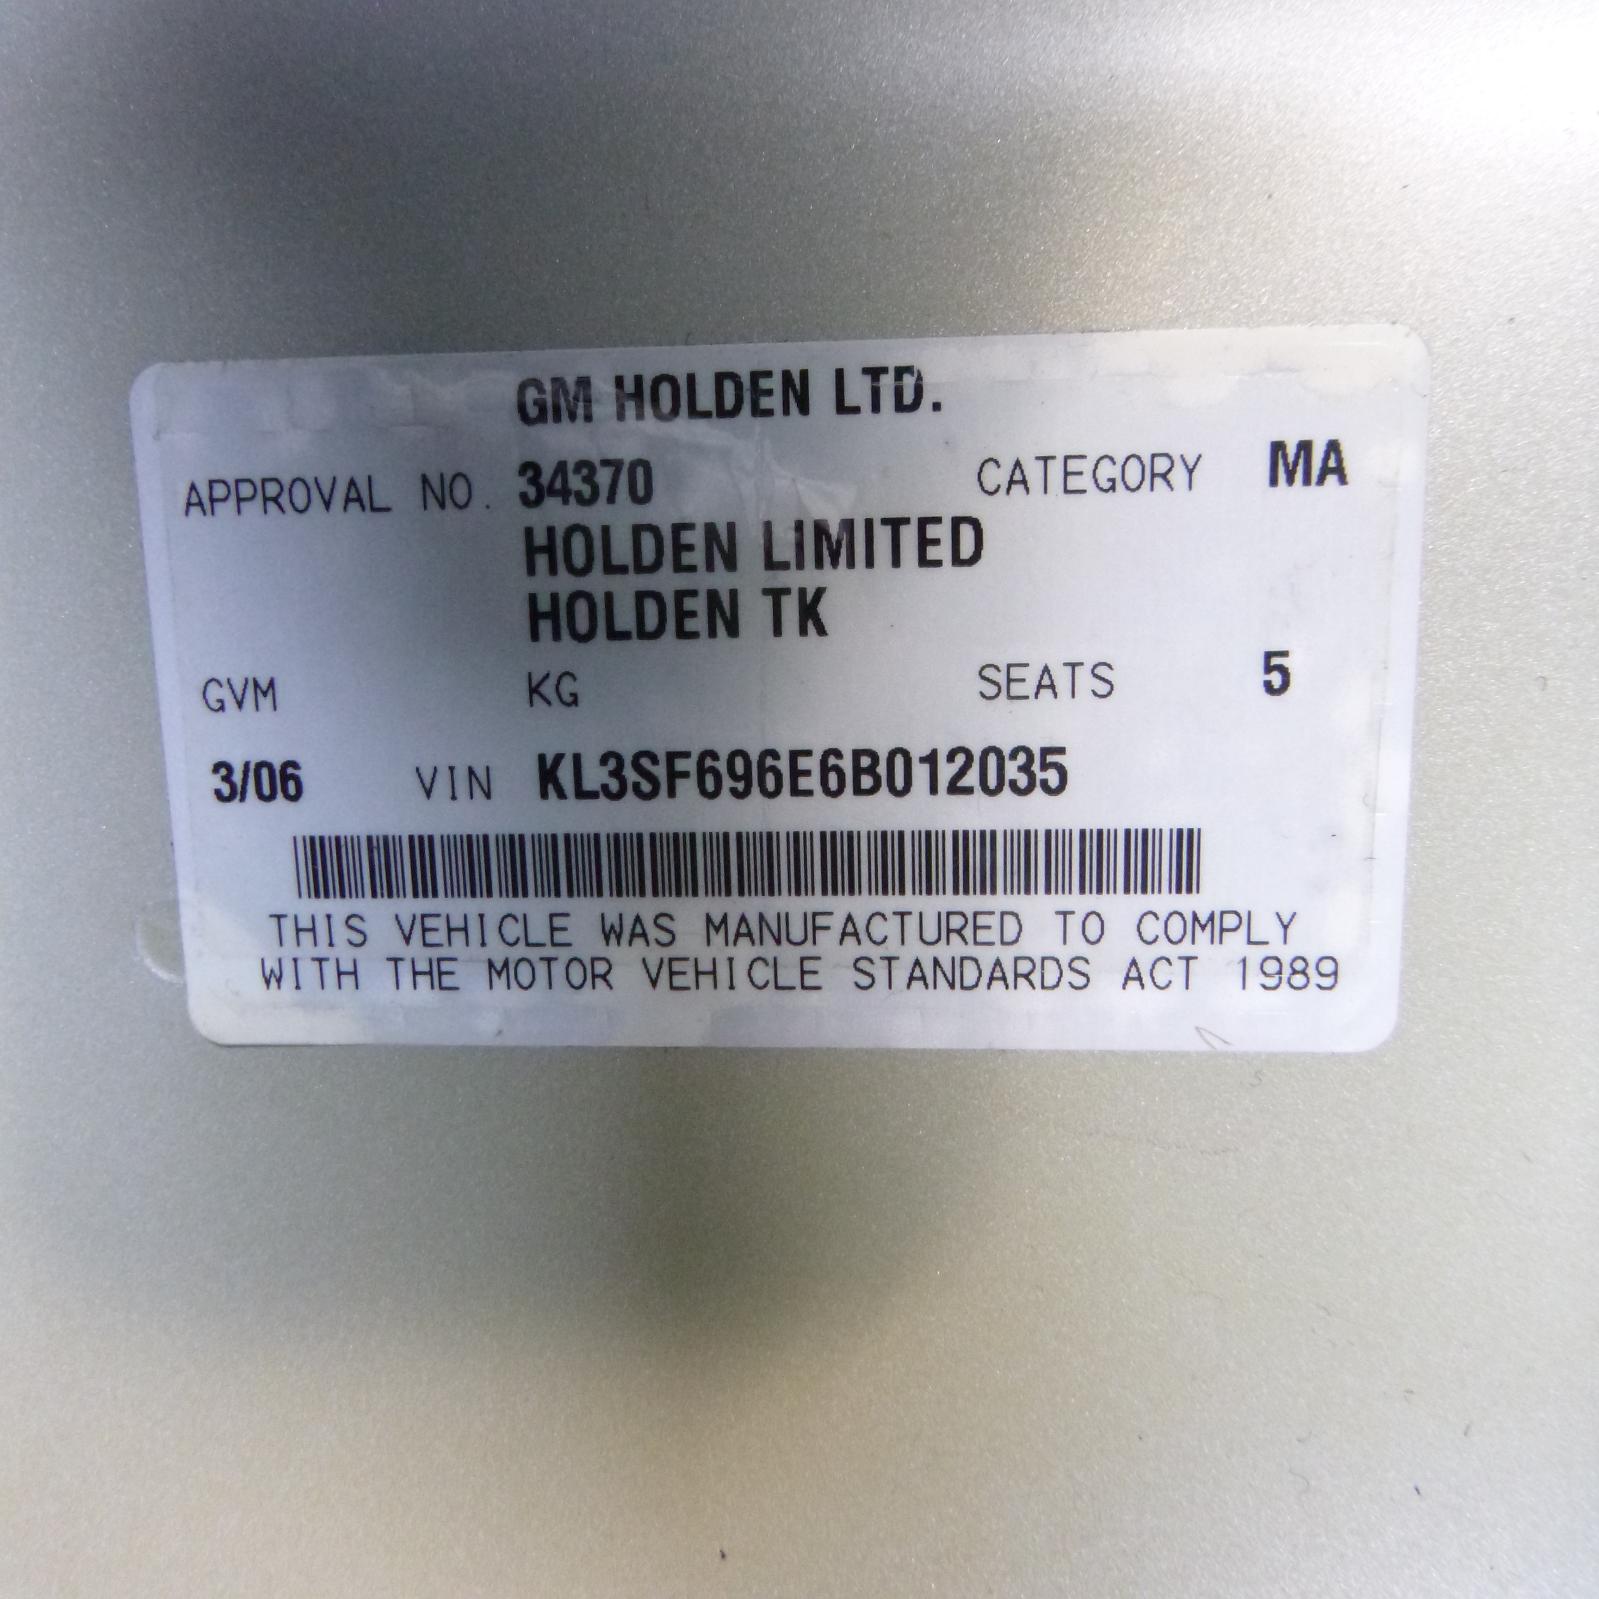 GM HOLDEN LTD.
APPROVAL NO. 34370 CATEGORY MA
HOLDEN LIMITED
HOLDEN TK
GVM KG SEATS 5
3/06 VIN KL3SF696E6B012035
THIS VEHICLE WAS MANUFACTURED TO COMPLY
WITH THE MOTOR VEHICLE STANDARDS ACT 1989